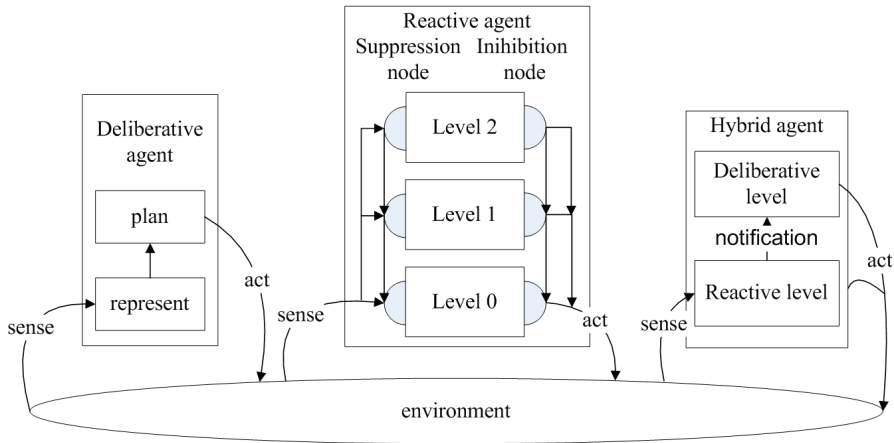 Deliberative
agent
plan
represent
sense
act
Reactive agent
Suppression
node
Inihibition
node
Level 2
Level 1
Level 0
sense
act
Hybrid agent
Deliberative
level
notification
Reactive level
sense
act
environment